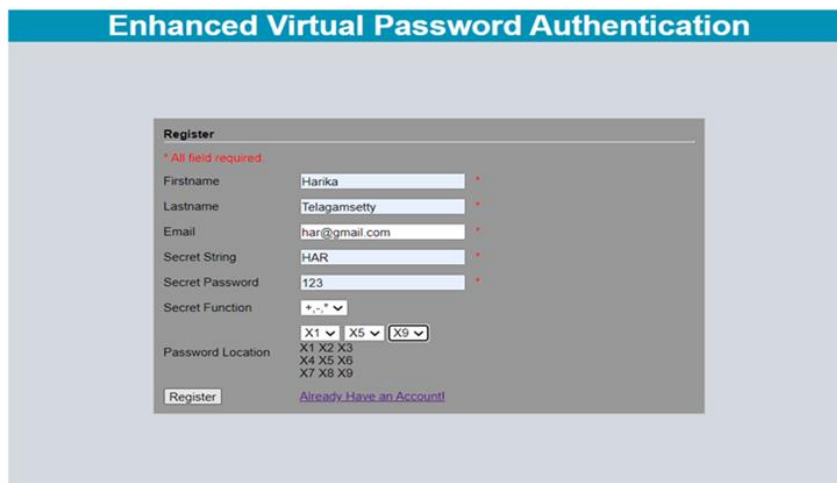 Enhanced Virtual Password Authentication
Register
* All field required.
Firstname Harika *
Lastname Telagamsetty *
Email har@gmail.com *
Secret String HAR *
Secret Password 123 *
Secret Function +,-,*
X1 X5 X9
Password Location X1 X2 X3
X4 X5 X6
X7 X8 X9
Register Already Have an Account!